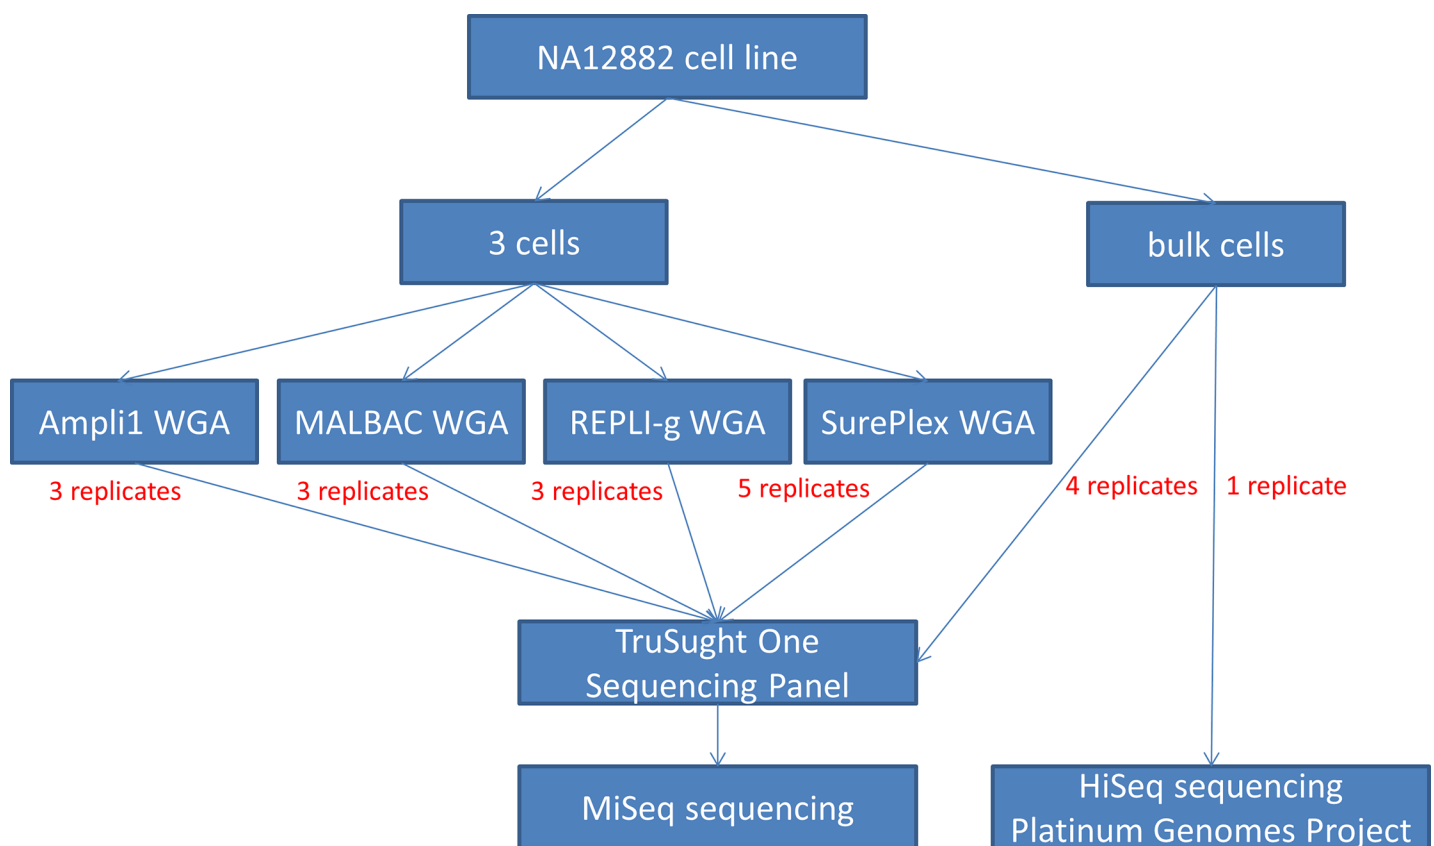 NA12882 cell line
3 cells
bulk cells
Ampli1 WGA
MALBAC WGA
REPLI-g WGA
SurePlex WGA
3 replicates
3 replicates
3 replicates
5 replicates
4 replicates
1 replicate
TruSught One
Sequencing Panel
MiSeq sequencing
HiSeq sequencing
Platinum Genomes Project